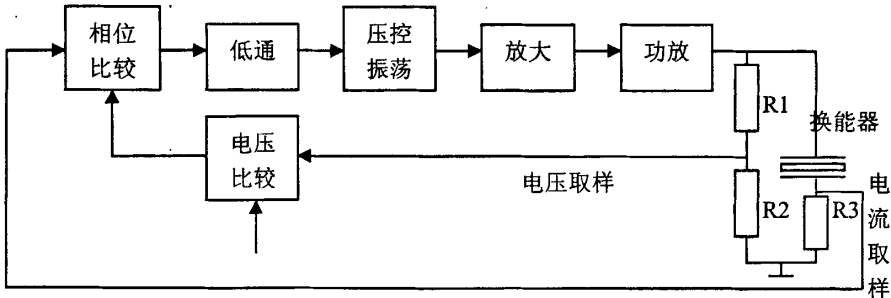 相位
比较
低通
压控
振荡
放大
功放
R1
换能器
电压
比较
电压取样
R2
R3
电
流
取
样